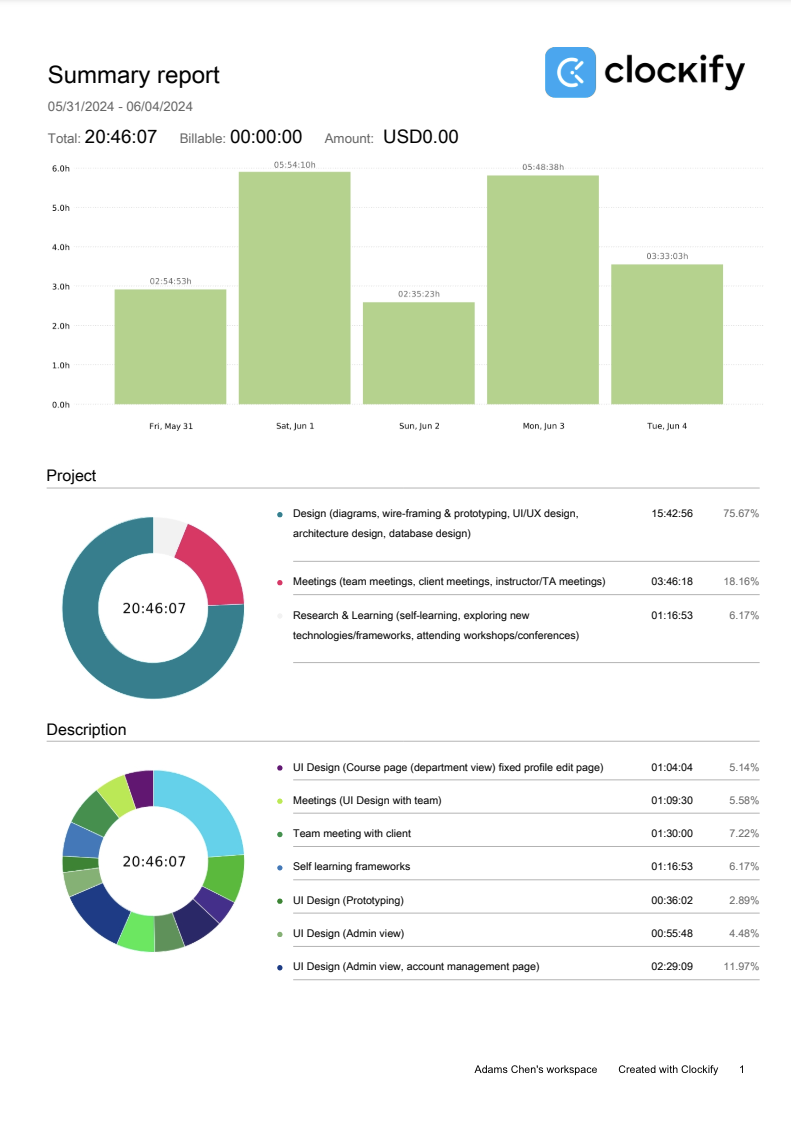 Summary report
clockify
05/31/2024 - 06/04/2024
Total: 20:46:07 Billable: 00:00:00 Amount: USD0.00
6.0h
5.0h
4.0h
3.0h
2.0h
1.0h
0.0h
02:54:53h
05:54:10h
02:35:23h
05:48:38h
03:33:03h
Fri, May 31
Sat, Jun 1
Sun, Jun 2
Mon, Jun 3
Tue, Jun 4
Project
20:46:07
Design (diagrams, wire-framing & prototyping, UI/UX design, 15:42:56 75.67%
architecture design, database design)
Meetings (team meetings, client meetings, instructor/TA meetings) 03:46:18 18.16%
Research & Learning (self-learning, exploring new 01:16:53 6.17%
technologies/frameworks, attending workshops/conferences)
Description
20:46:07
UI Design (Course page (department view) fixed profile edit page) 01:04:04 5.14%
Meetings (UI Design with team) 01:09:30 5.58%
Team meeting with client 01:30:00 7.22%
Self learning frameworks 01:16:53 6.17%
UI Design (Prototyping) 00:36:02 2.89%
UI Design (Admin view) 00:55:48 4.48%
UI Design (Admin view, account management page) 02:29:09 11.97%
Adams Chen's workspace Created with Clockify 1